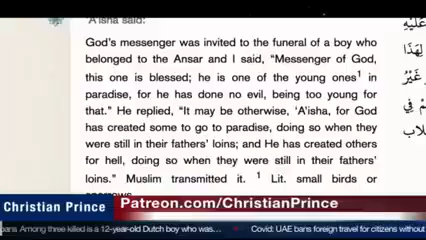 'A'isha said:
God's messenger was invited to the funeral of a boy who
belonged to the Ansar and I said, “Messenger of God,
this one is blessed; he is one of the young ones¹ in
paradise, for he has done no evil, being too young for
that.” He replied, “It may be otherwise, ‘A’isha, for God
has created some to go to paradise, doing so when they
were still in their fathers’ loins; and He has created others
for hell, doing so when they were still in their fathers’
loins.” Muslim transmitted it. ¹ Lit. small birds or
sparrows.
عَلَيْهِ
لِهَذَا
غَيْرُ
مْ فِي
لَاب
Christian Prince
Patreon.com/ChristianPrince
pans Among three killed is a 12-year-old Dutch boy who was...
Covid: UAE bans foreign travel for citizens without